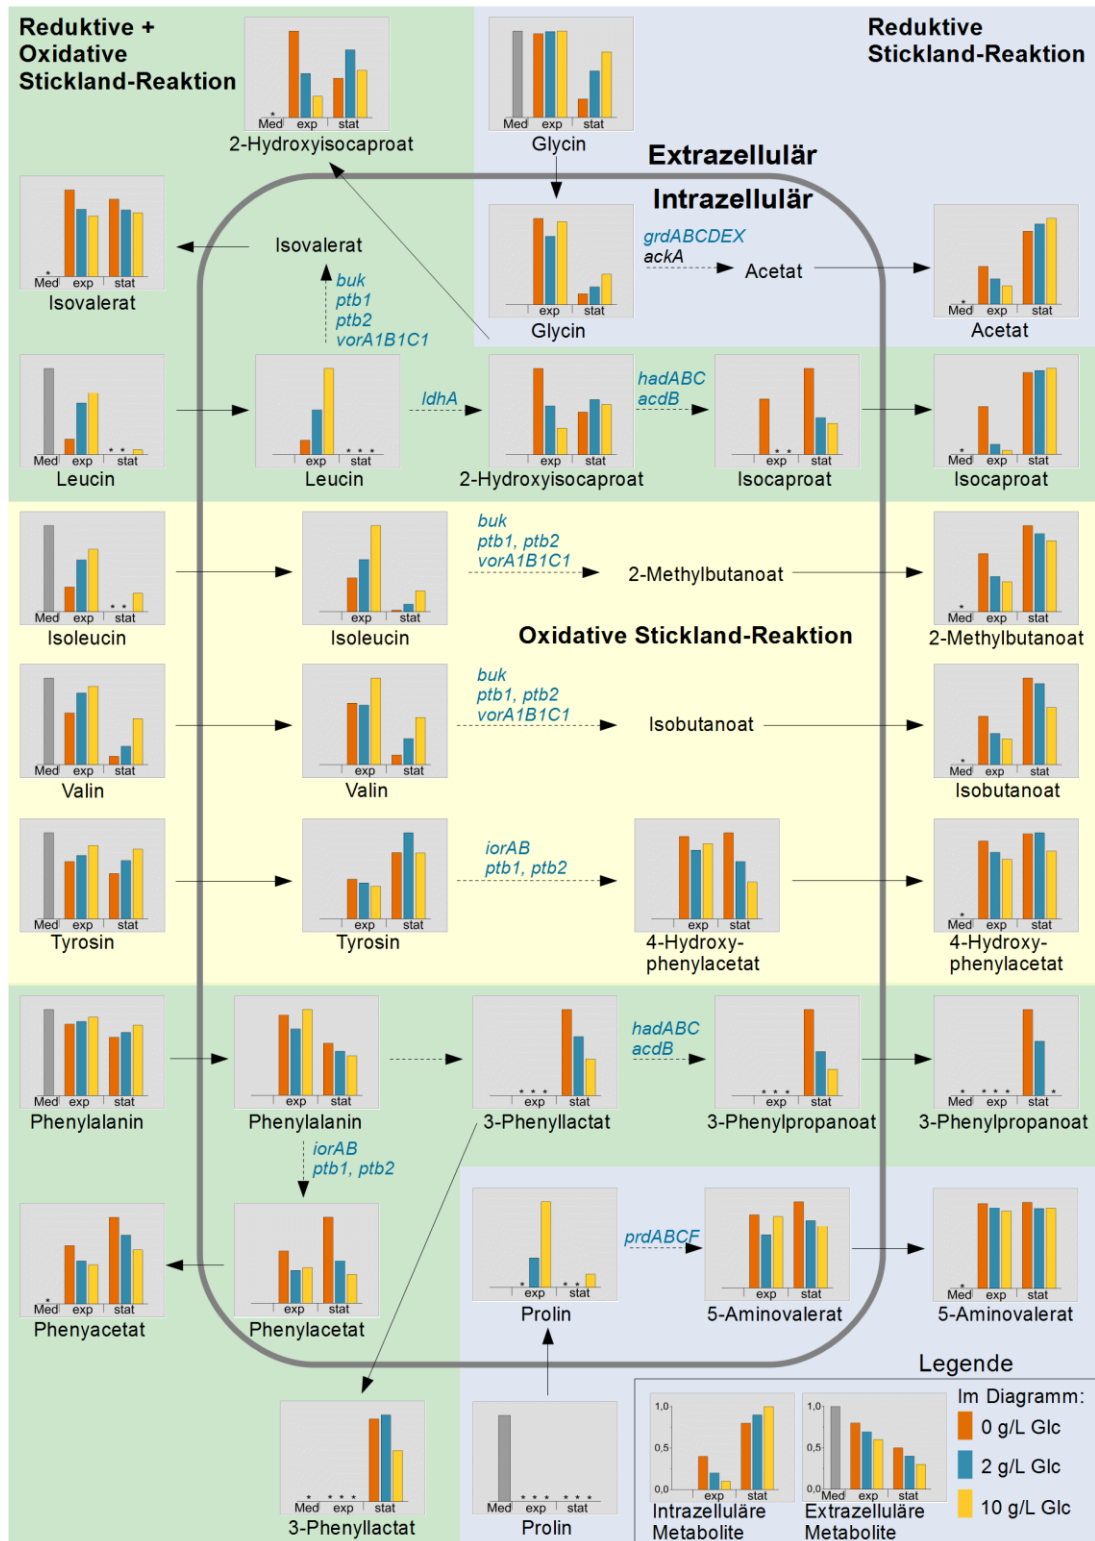 Reduktive +
Oxidative
Stickland-Reaktion
Reduktive
Stickland-Reaktion
* Med exp stat
2-Hydroxyisocaproat
Med exp stat
Glycin
Extrazellulär
Intrazellulär
* Med exp stat
Isovalerat
Isovalerat
buk
ptb1
ptb2
vorA1B1C1
exp stat
Glycin
grdABCDEX
ackA
Acetat
* Med exp stat
Acetat
Med exp * * stat
Leucin
exp * * * stat
Leucin
ldhA
exp stat
2-Hydroxyisocaproat
hadABC
acdB
* * exp stat
Isocaproat
* Med exp stat
Isocaproat
Med exp * * stat
Isoleucin
exp stat
Isoleucin
buk
ptb1, ptb2
vorA1B1C1
2-Methylbutanoat
* Med exp stat
2-Methylbutanoat
Oxidative Stickland-Reaktion
Med exp stat
Valin
exp stat
Valin
buk
ptb1, ptb2
vorA1B1C1
Isobutanoat
* Med exp stat
Isobutanoat
Med exp stat
Tyrosin
exp stat
Tyrosin
iorAB
ptb1, ptb2
exp stat
4-Hydroxy-
phenylacetat
* Med exp stat
4-Hydroxy-
phenylacetat
Med exp stat
Phenylalanin
exp stat
Phenylalanin
* * * exp stat
3-Phenyllactat
hadABC
acdB
* * * exp stat
3-Phenylpropanoat
* Med * * * exp * stat
3-Phenylpropanoat
iorAB
ptb1, ptb2
* Med exp stat
Phenyacetat
exp stat
Phenylacetat
* exp * * stat
Prolin
prdABCF
exp stat
5-Aminovalerat
* Med exp stat
5-Aminovalerat
* Med * * * exp stat
3-Phenyllactat
Med * * * exp * * * stat
Prolin
Legende
1,0
0,5
0,0
exp stat
Intrazelluläre
Metabolite
1,0
0,5
0,0
Med exp stat
Extrazelluläre
Metabolite
Im Diagramm:
0 g/L Glc
2 g/L Glc
10 g/L Glc